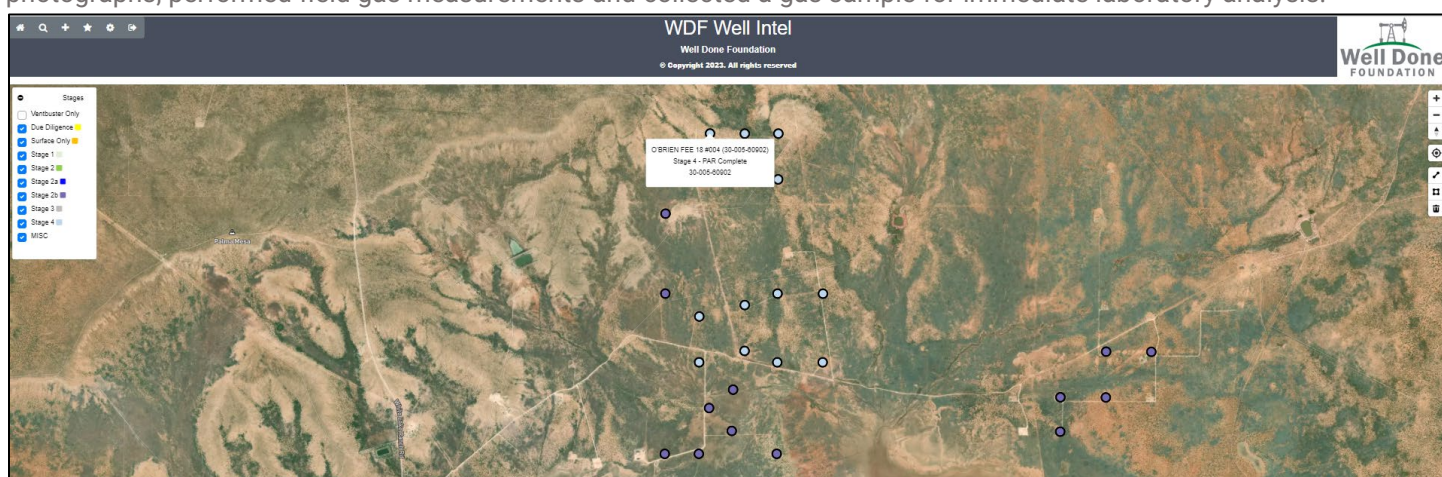 photographs, performed field gas measurements and collected a gas sample for immediate laboratory analysis.
WDF Well Intel
Well Done Foundation
© Copyright 2023. All rights reserved
Well Done
FOUNDATION
Stages
Ventbuster Only
Due Diligence
Surface Only
Stage 1
Stage 2
Stage 2a
Stage 2b
Stage 3
Stage 4
MISC
O'BRIEN FEE 18 #004 (30-005-60902)
Stage 4 - PAR Complete
30-005-60902